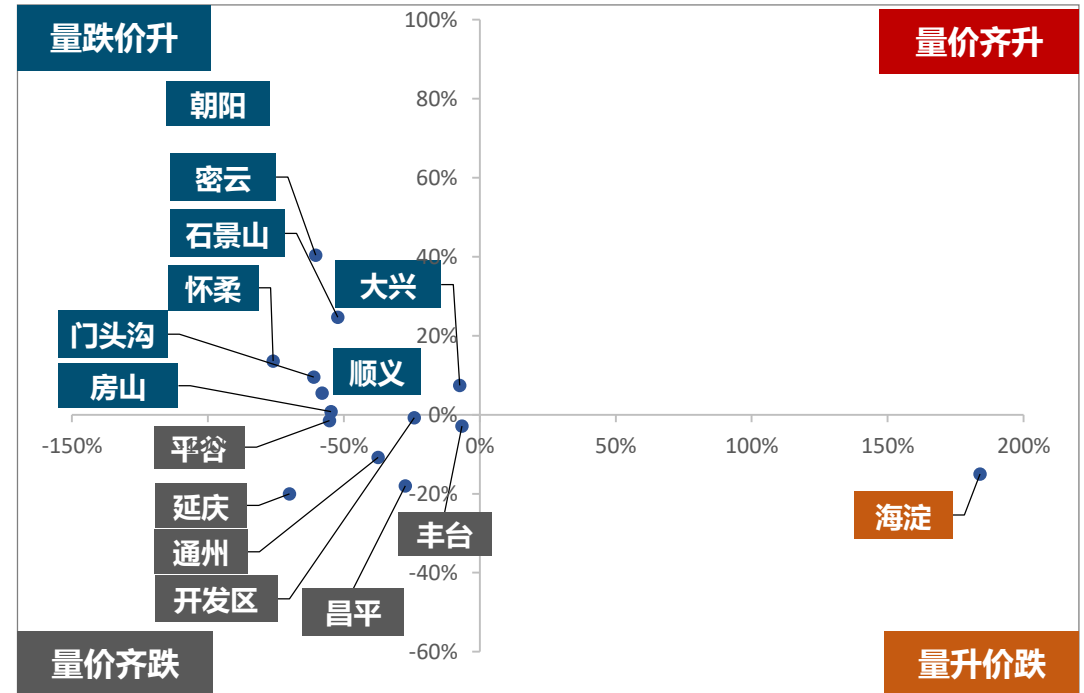 100%
量跌价升
量价齐升
80%
朝阳
60%
密云
石景山
40%
怀柔
大兴
20%
门头沟
顺义
房山
0%
-150%
-50%
0%
50%
100%
150%
200%
平谷
延庆
-20%
海淀
丰台
通州
-40%
开发区
昌平
-60%
量价齐跌
量升价跌